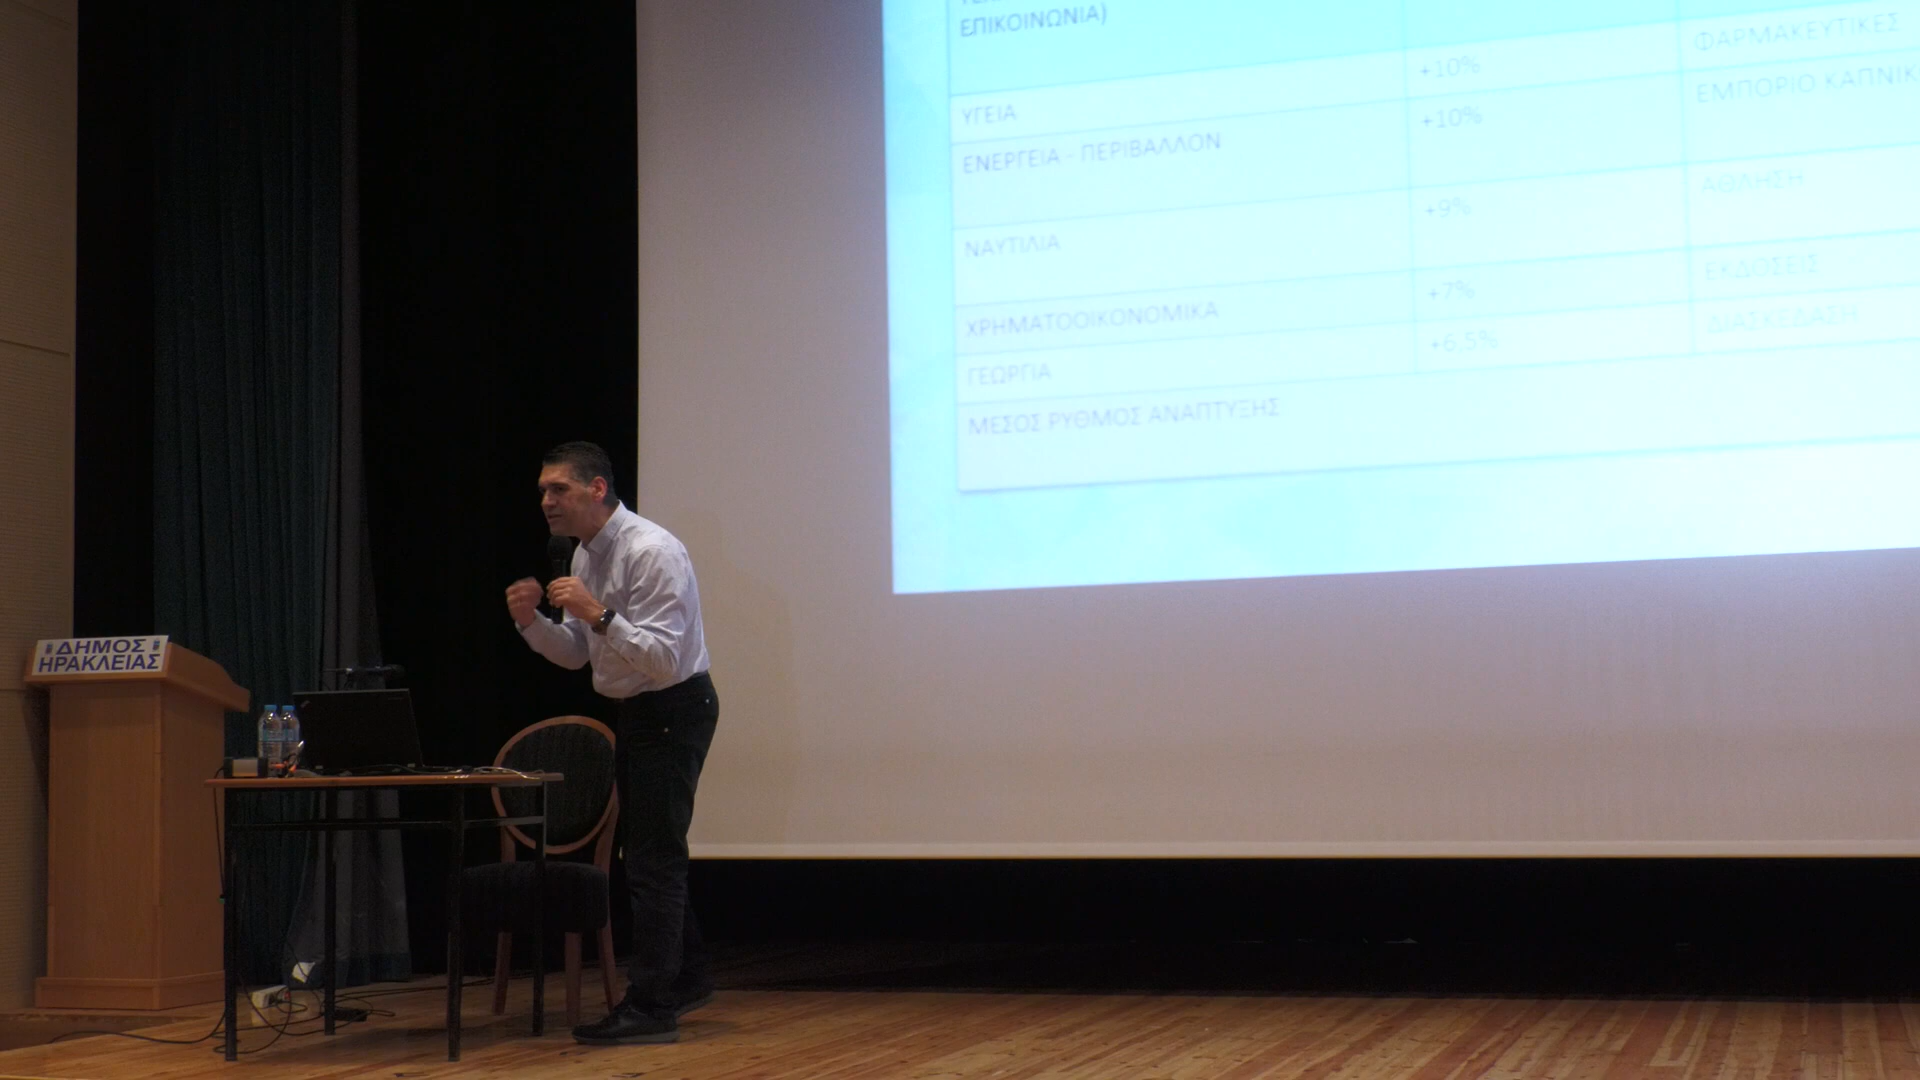 ΕΠΙΚΟΙΝΩΝΙΑ)
ΥΓΕΙΑ +10% ΦΑΡΜΑΚΕΥΤΙΚΕΣ
ΕΝΕΡΓΕΙΑ - ΠΕΡΙΒΑΛΛΟΝ +10% ΕΜΠΟΡΙΟ
ΝΑΥΤΙΛΙΑ +9% ΑΘΛΗΣΗ
ΧΡΗΜΑΤΟΟΙΚΟΝΟΜΙΚΑ +7% ΕΚΔΟΣΕΙΣ
ΓΕΩΡΓΙΑ +6.5% ΔΙΑΣΚΕΔΑΣΗ
ΜΕΣΟΣ ΡΥΘΜΟΣ ΑΝΑΠΤΥΞΗΣ
ΔΗΜΟΣ
ΗΡΑΚΛΕΙΑΣ